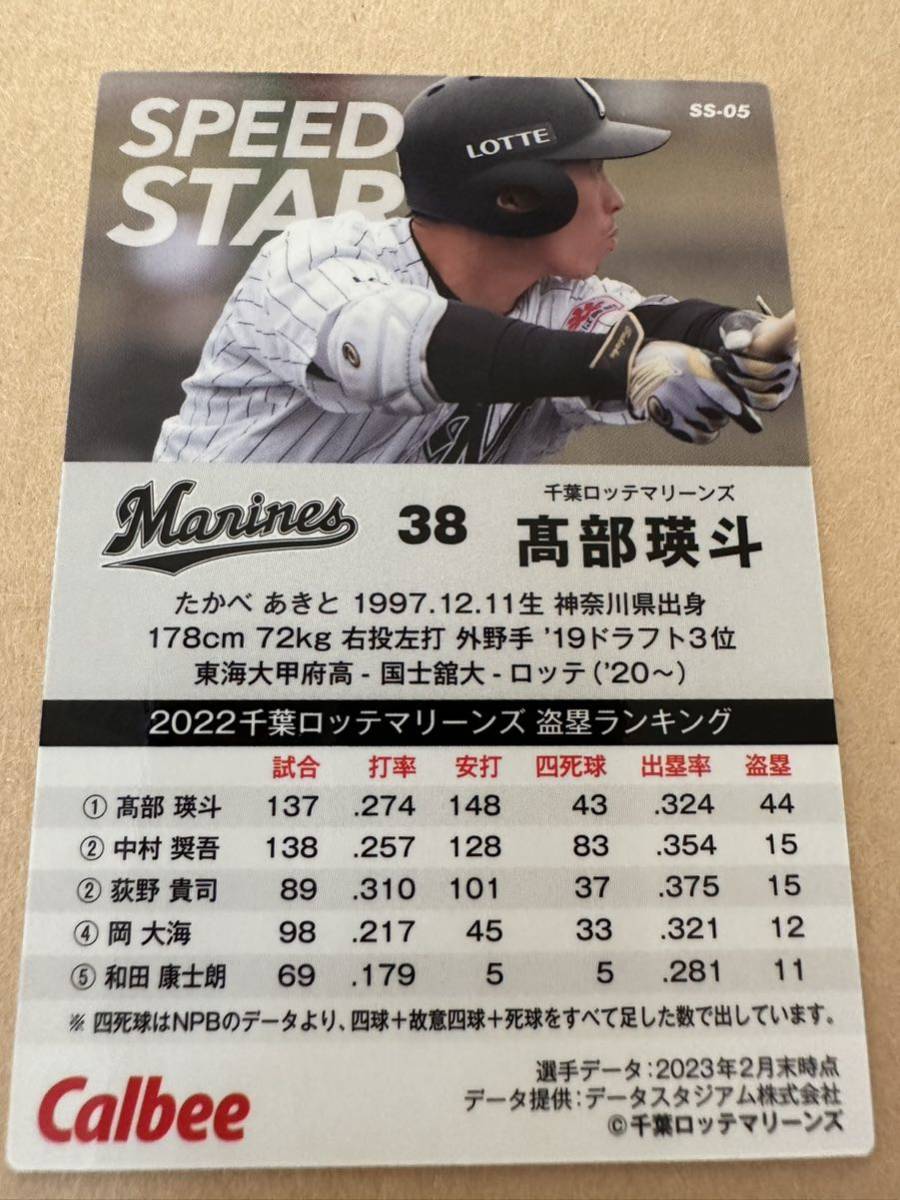 SPEED
STAR
SS-05
LOTTE
Marines
38
千葉ロッテマリーンズ
髙部瑛斗
たかべ あきと 1997.12.11生 神奈川県出身
178cm 72kg 右投左打 外野手 '19ドラフト3位
東海大甲府高 - 国士舘大 - ロッテ ('20～)
2022千葉ロッテマリーンズ 盗塁ランキング
試合 打率 安打 四死球 出塁率 盗塁
① 髙部 瑛斗 137 .274 148 43 .324 44
② 中村 奨吾 138 .257 128 83 .354 15
② 荻野 貴司 89 .310 101 37 .375 15
④ 岡 大海 98 .217 45 33 .321 12
⑤ 和田 康士朗 69 .179 5 5 .281 11
※ 四死球はNPBのデータより、四球＋故意四球＋死球をすべて足した数で出しています。
選手データ：2023年2月末時点
データ提供：データスタジアム株式会社
©千葉ロッテマリーンズ
Calbee